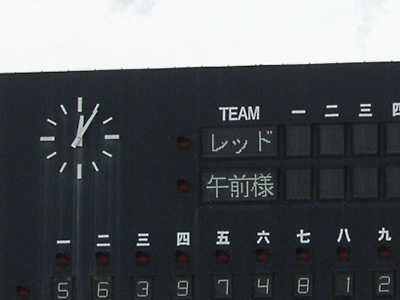 TEAM 一 二 三 四
レッド
午前様
一 二 三 四 五 六 七 八 九
5 6 3 9 7 4 8 1 2